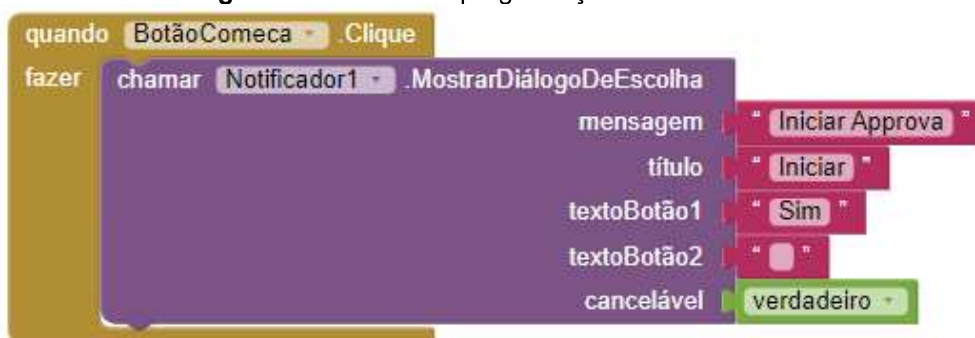 quando BotãoComeca .Clique
fazer chamar Notificador1 .MostrarDiálogoDeEscolha
mensagem " Iniciar Approva "
título " Iniciar "
textoBotão1 " Sim "
textoBotão2 " "
cancelável verdadeiro